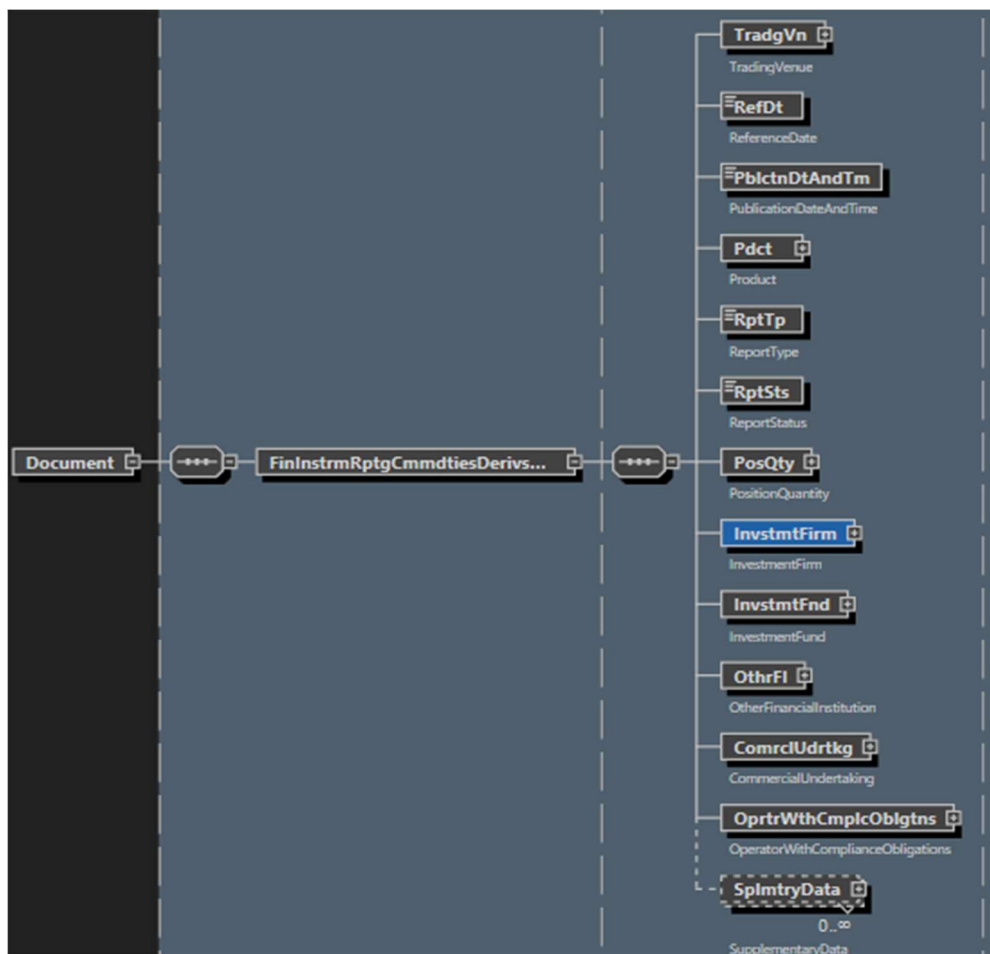 TradgVn
TradingVenue
RefDt
ReferenceDate
PblctnDtAndTm
PublicationDateAndTime
Pdct
Product
RptTp
ReportType
RptSts
ReportStatus
Document
FinInstrmRptgCmmdtiesDerivs...
PosQty
PositionQuantity
InvstmtFirm
InvestmentFirm
InvstmtFnd
InvestmentFund
OthrFI
OtherFinancialInstitution
ComrclUdrtkg
CommercialUndertaking
OprtrWthCmplcOblgtns
OperatorWithComplianceObligations
SplmtryData
0..∞
SupplementaryData